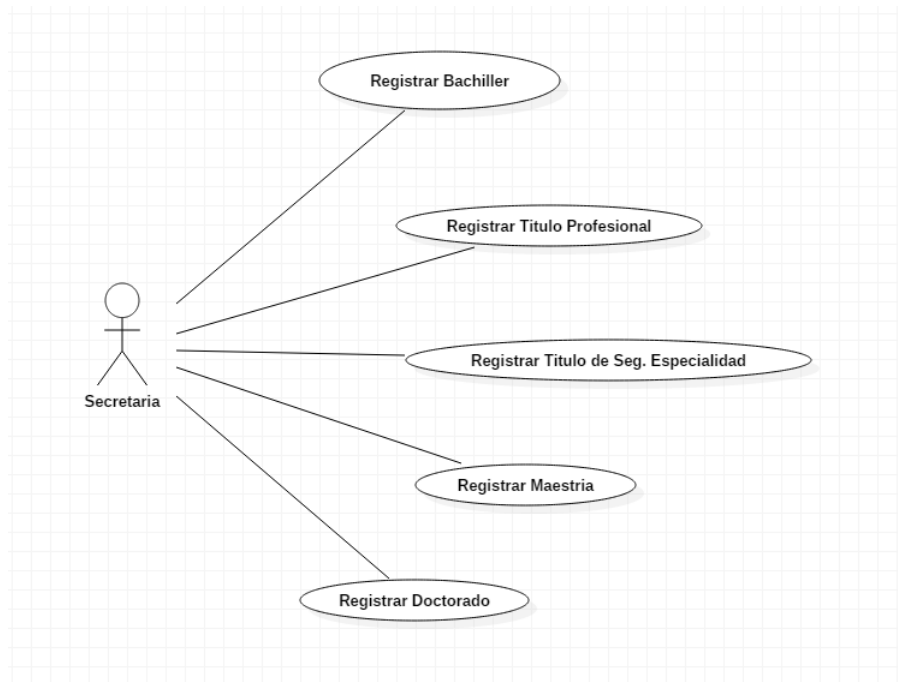 Registrar Bachiller
Registrar Titulo Profesional
Registrar Titulo de Seg. Especialidad
Secretaria
Registrar Maestria
Registrar Doctorado